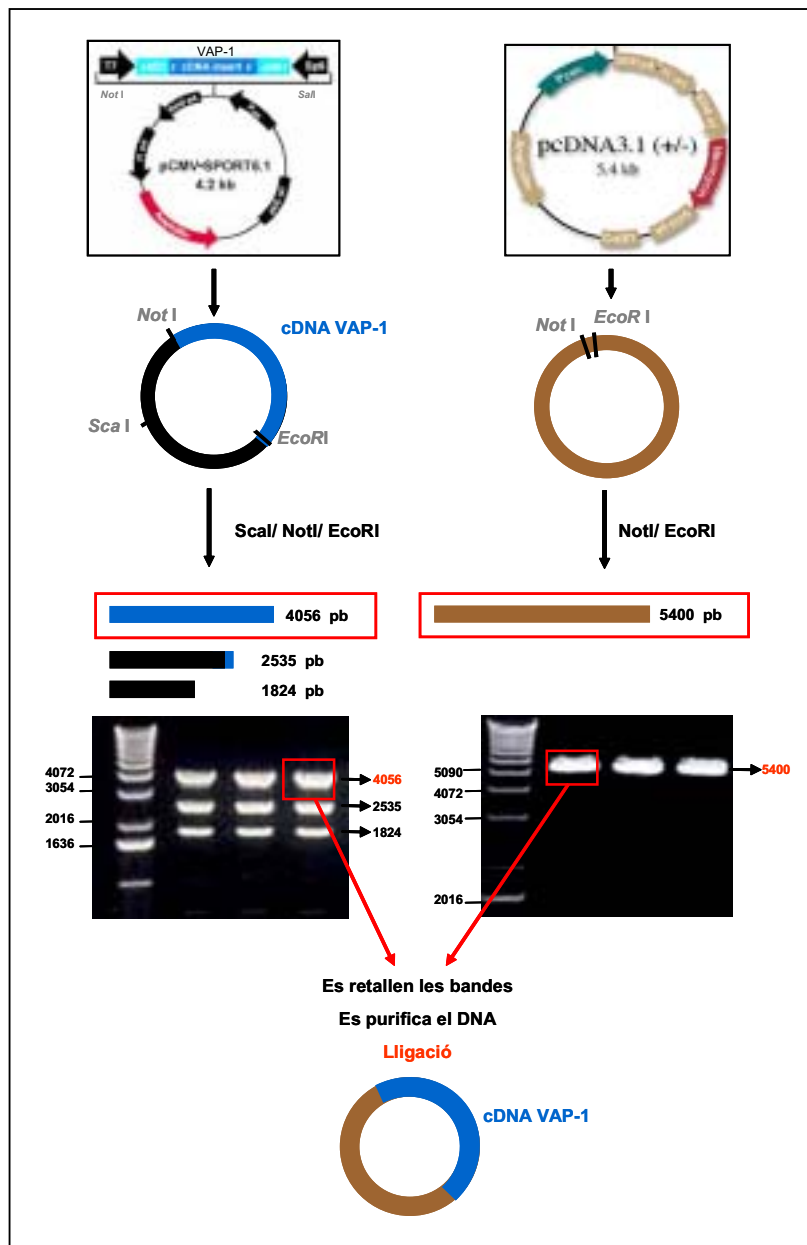 VAP-1
Not I
SalI
pCMV•SPORT6.1
4.2 kb
pcDNA3.1 (+/-)
5.4 kb
Not I
cDNA VAP-1
Sca I
EcoRI
Not I
EcoR I
ScaI/ NotI/ EcoRI
NotI/ EcoRI
4056 pb
5400 pb
2535 pb
1824 pb
4072
3054
2016
1636
4056
2535
1824
5090
4072
3054
2016
5400
Es retallen les bandes
Es purifica el DNA
Lligació
cDNA VAP-1